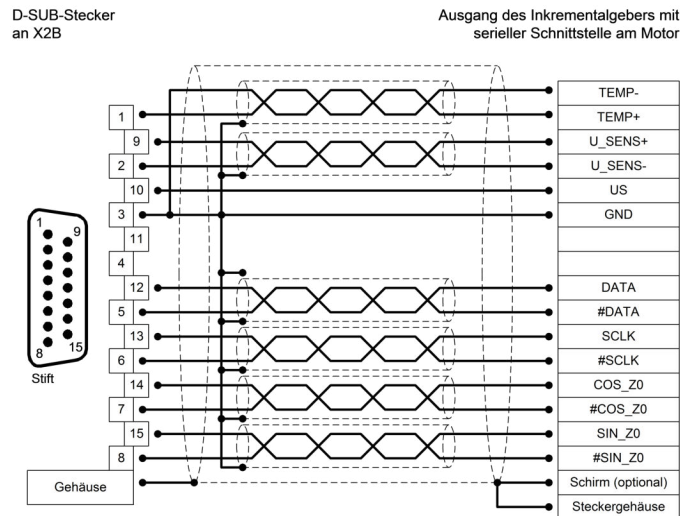 D-SUB-Stecker
an X2B
Ausgang des Inkrementalgebers mit
serieller Schnittstelle am Motor
TEMP-
1
TEMP+
9
U_SENS+
2
U_SENS-
10
US
3
GND
11
4
12
DATA
5
#DATA
13
SCLK
6
#SCLK
14
COS_Z0
7
#COS_Z0
15
SIN_Z0
8
#SIN_Z0
Gehäuse
Schirm (optional)
Steckergehäuse
1
9
8
15
Stift